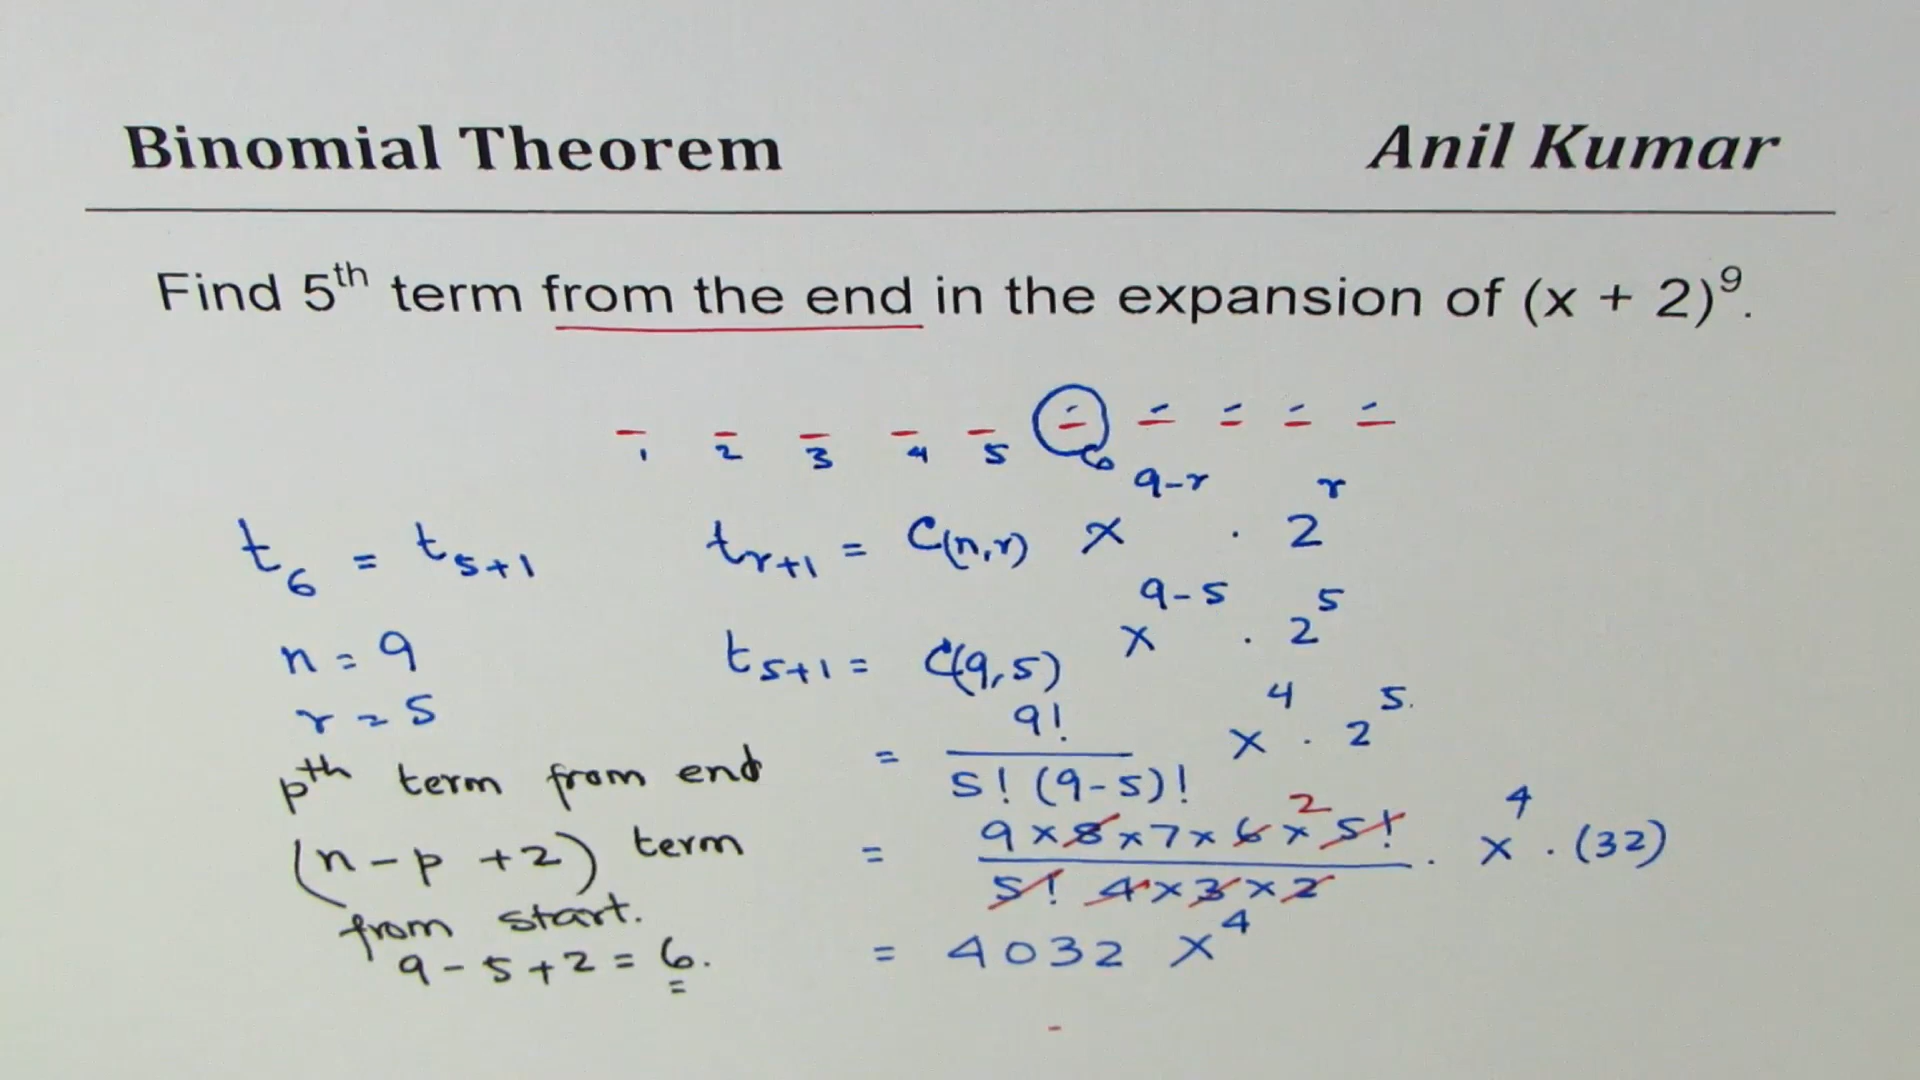 Binomial Theorem Anil Kumar
Find 5th term from the end in the expansion of (x + 2)⁹.
1 2 3 4 5 6
t₆ = t₅₊₁ tᵣ₊₁ = C(n,r) x⁹⁻ʳ · 2ʳ
n = 9 t₅₊₁ = C(9,5) x⁹⁻⁵ · 2⁵
r = 5
= 9! / 5! (9-5)! x⁴ · 2⁵.
pth term from end
(n - p + 2) term
= 9 x 8 x 7 x 6 x 5! / 5! 4 x 3 x 2 · x⁴ · (32)
2
from start.
9 - 5 + 2 = 6.
= 4032 x⁴